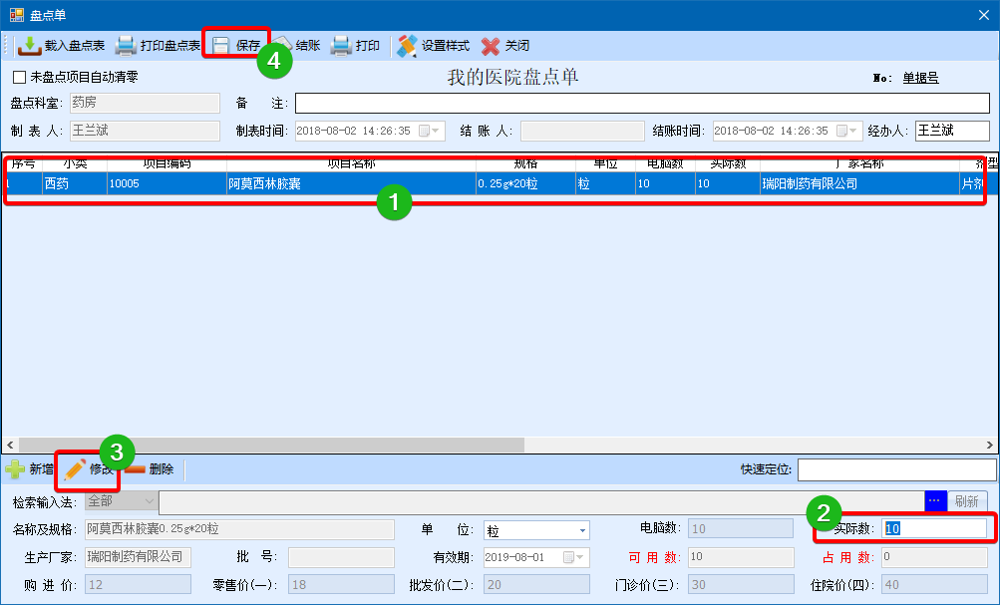 盘点单
载入盘点表 打印盘点表 保存 结账 打印 设置样式 关闭
4
未盘点项目自动清零 我的医院盘点单 No: 单据号
盘点科室: 药房 备 注:
制 表 人: 王兰斌 制表时间: 2018-08-02 14:26:35 结 账 人: 结账时间: 2018-08-02 14:26:35 经办人: 王兰斌
序号 小类 项目编码 项目名称 规格 单位 电脑数 实际数 厂家名称 剂型
1 西药 10005 阿莫西林胶囊 0.25g*20粒 粒 10 10 瑞阳制药有限公司 片剂
1
3
新增 修改 删除 快速定位:
检索输入法: 全部 ... 刷新
2
名称及规格: 阿莫西林胶囊0.25g*20粒 单 位: 粒 电脑数: 10 实际数: 10
生产厂家: 瑞阳制药有限公司 批 号: 有效期: 2019-08-01 可 用 数: 10 占 用 数: 0
购 进 价: 12 零售价(一): 18 批发价(二): 20 门诊价(三): 30 住院价(四): 40